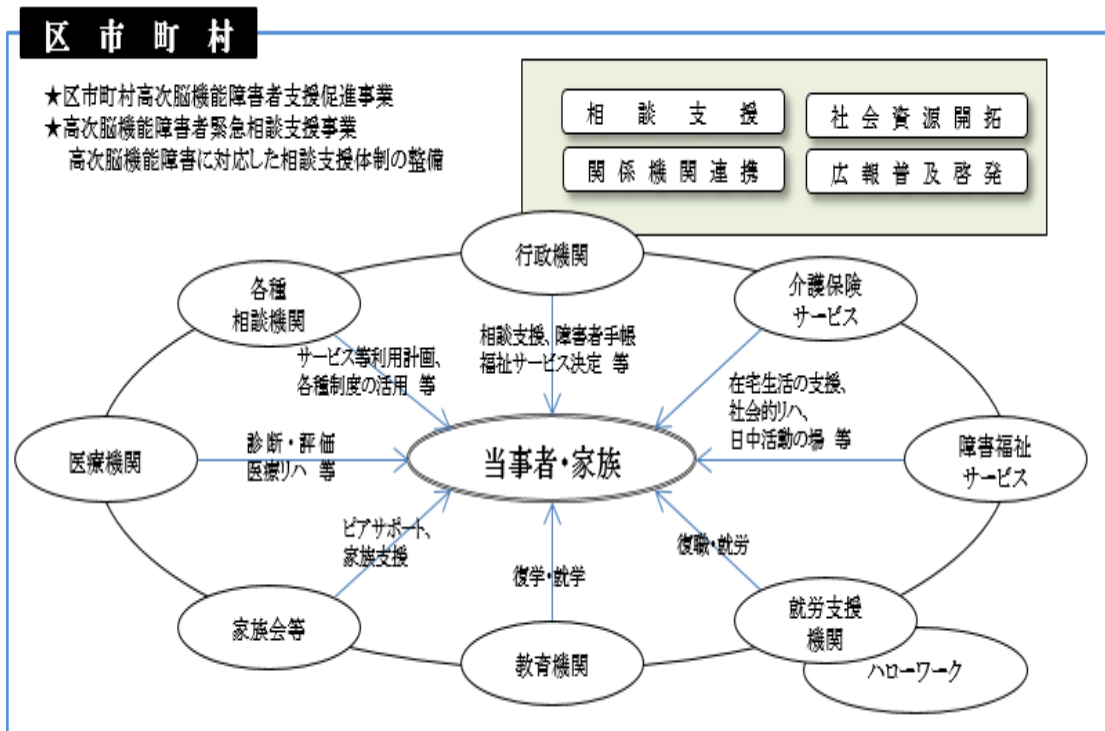 区市町村
★区市町村高次脳機能障害者支援促進事業
★高次脳機能障害者緊急相談支援事業
高次脳機能障害に対応した相談支援体制の整備
相談支援
社会資源開拓
関係機関連携
広報普及啓発
行政機関
各種
相談機関
介護保険
サービス
サービス等利用計画、
各種制度の活用 等
相談支援、障害者手帳
福祉サービス決定 等
在宅生活の支援、
社会的リハ、
日中活動の場 等
医療機関
診断・評価
医療リハ 等
当事者・家族
障害福祉
サービス
ピアサポート、
家族支援
復学・就学
復職・就労
家族会等
教育機関
就労支援
機関
ハローワーク